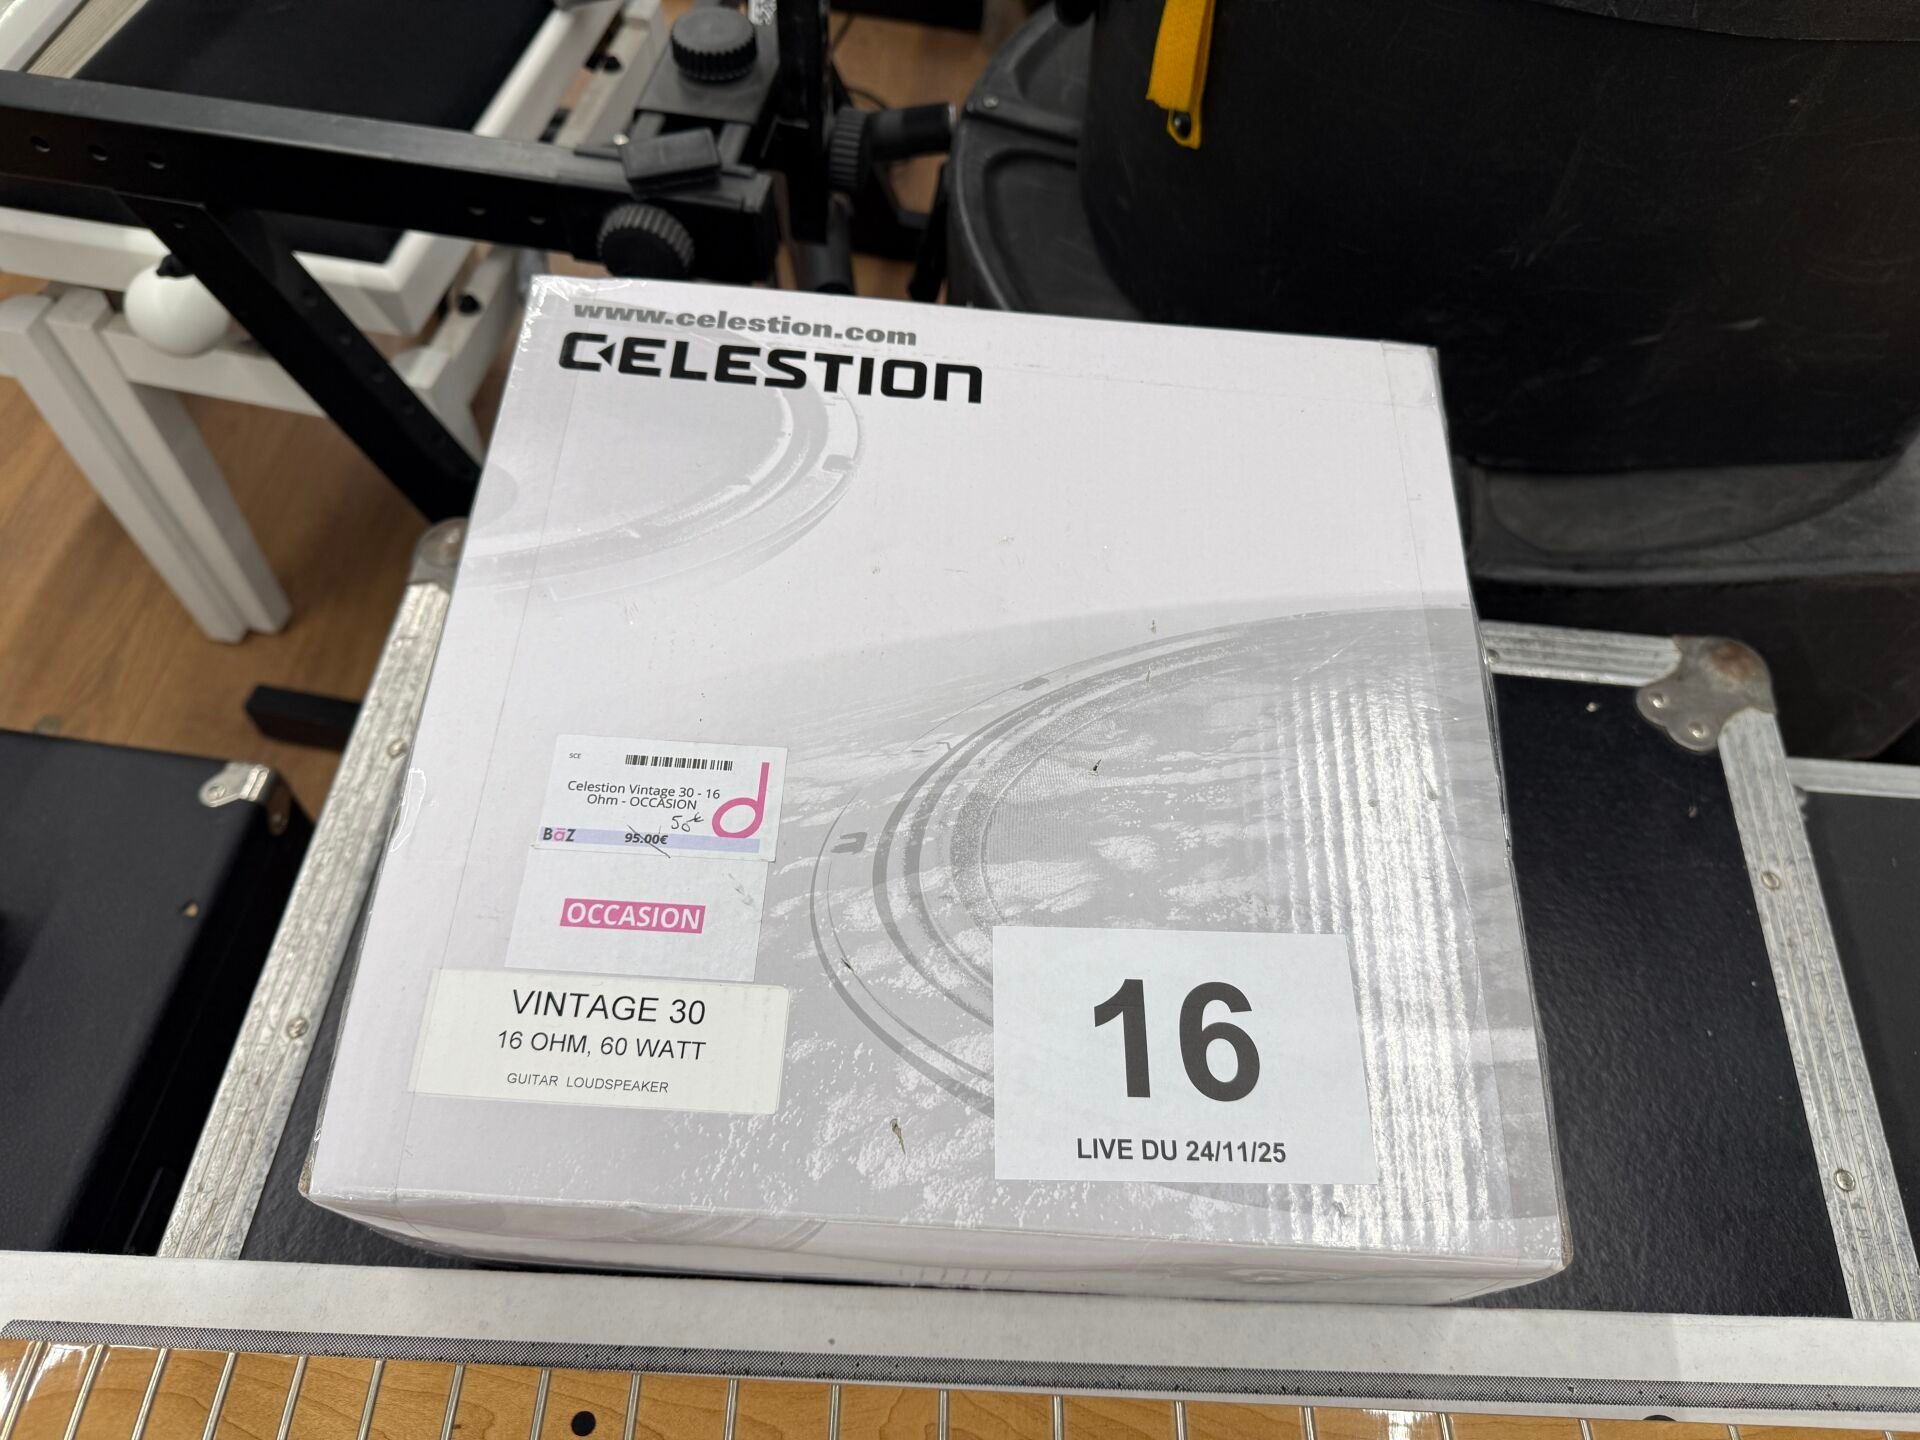 www.celestion.com
CELESTION
SCE
Celestion Vintage 30 - 16
Ohm - OCCASION
50€
BāZ 95.00€
OCCASION
VINTAGE 30
16 OHM, 60 WATT
GUITAR LOUDSPEAKER
16
LIVE DU 24/11/25